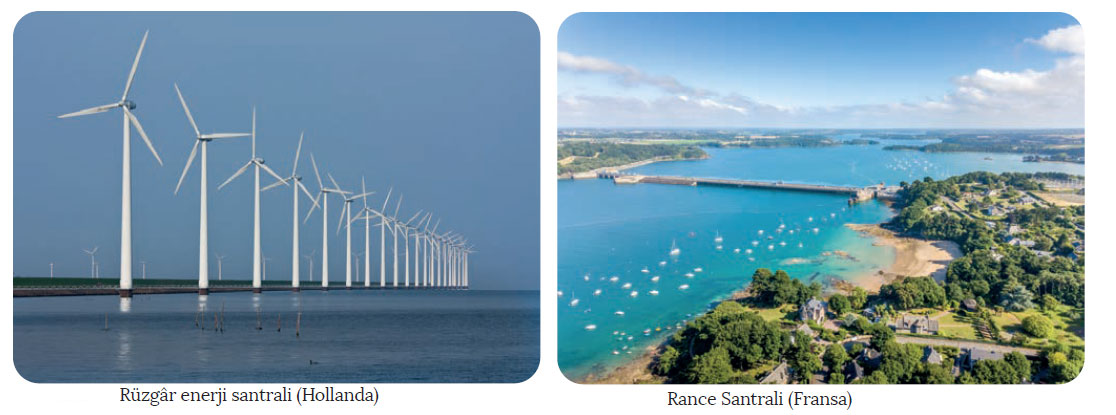 Rüzgâr enerji santrali (Hollanda)
Rance Santrali (Fransa)